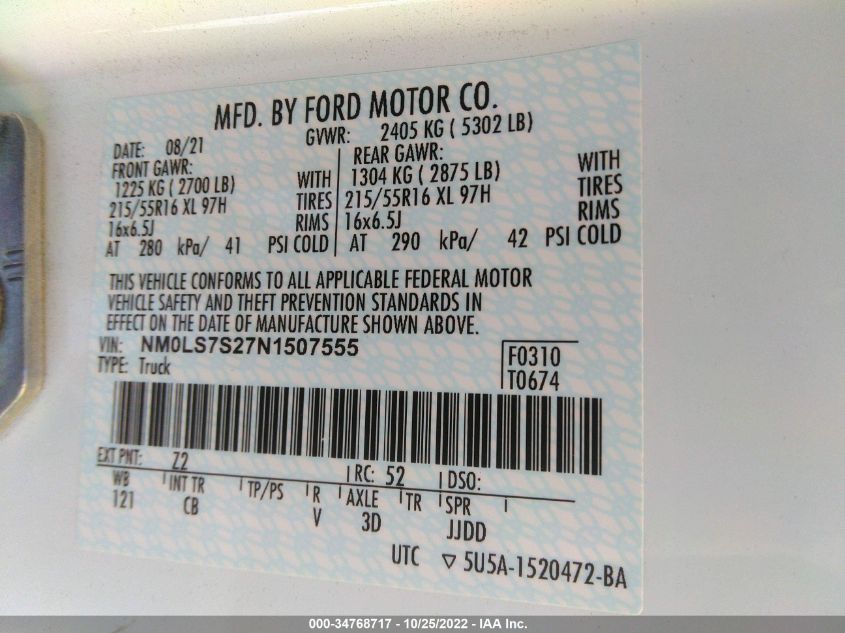 MFD. BY FORD MOTOR CO.
DATE: 08/21 GVWR: 2405 KG ( 5302 LB)
FRONT GAWR: REAR GAWR:
1225 KG ( 2700 LB) WITH 1304 KG ( 2875 LB) WITH
215/55R16 XL 97H TIRES 215/55R16 XL 97H TIRES
16x6.5J RIMS 16x6.5J RIMS
AT 280 kPa/ 41 PSI COLD AT 290 kPa/ 42 PSI COLD
THIS VEHICLE CONFORMS TO ALL APPLICABLE FEDERAL MOTOR
VEHICLE SAFETY AND THEFT PREVENTION STANDARDS IN
EFFECT ON THE DATE OF MANUFACTURE SHOWN ABOVE.
VIN: NM0LS7S27N1507555 F0310
TYPE: Truck T0674
EXT PNT: Z2 RC: 52 DSO:
WB INT TR TP/PS R AXLE TR SPR
121 CB V 3D JJDD
UTC ▽ 5U5A-1520472-BA
000-34768717 - 10/25/2022 - IAA Inc.